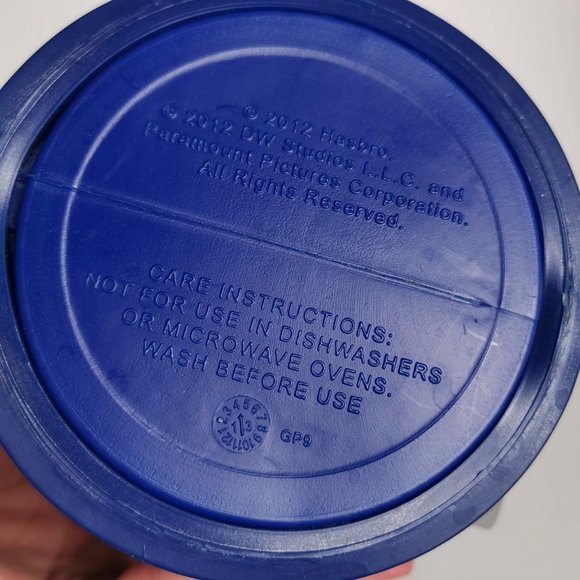 © 2012 Hasbro.
© 2012 DW Studios L.L.C. and
Paramount Pictures Corporation.
All Rights Reserved.
CARE INSTRUCTIONS:
NOT FOR USE IN DISHWASHERS
OR MICROWAVE OVENS.
WASH BEFORE USE
GP9